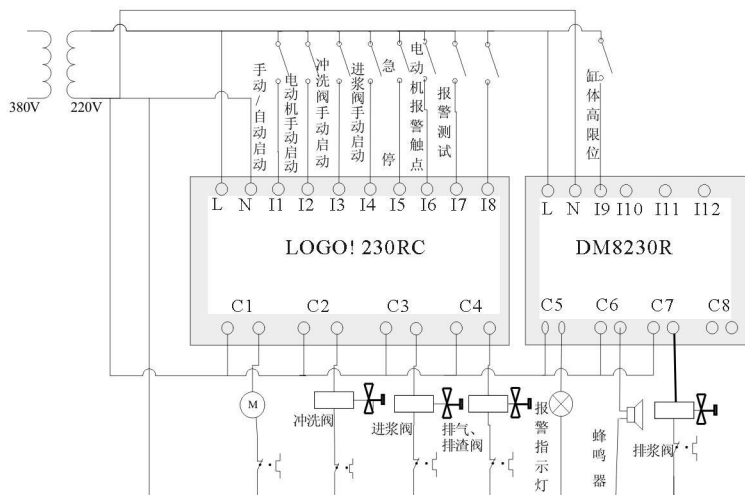 380V
220V
手动/自动启动
电动机手动启动
冲洗阀手动启动
进浆阀手动启动
急停
电动机报警触点
报警测试
缸体高限位
L N I1 I2 I3 I4 I5 I6 I7 I8
LOGO! 230RC
C1 C2 C3 C4
L N I9 I10 I11 I12
DM8230R
C5 C6 C7 C8
M
冲洗阀
进浆阀
排气、
排渣阀
报警指示灯
蜂鸣器
排浆阀